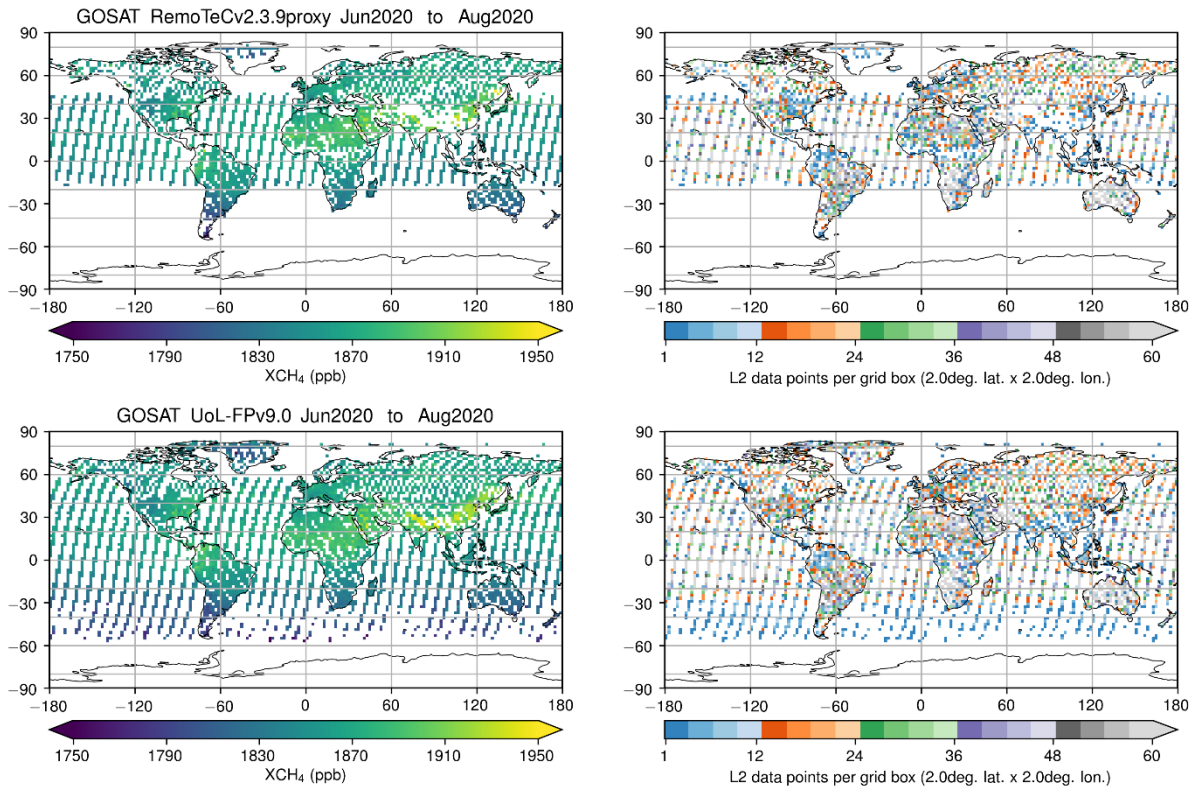 GOSAT RemoTeCv2.3.9proxy Jun2020 to Aug2020
90
60
30
0
−30
−60
−90
−180 −120 −60 0 60 120 180
1750 1790 1830 1870 1910 1950
XCH₄ (ppb)
90
60
30
0
−30
−60
−90
−180 −120 −60 0 60 120 180
1 12 24 36 48 60
L2 data points per grid box (2.0deg. lat. x 2.0deg. lon.)
GOSAT UoL-FPv9.0 Jun2020 to Aug2020
90
60
30
0
−30
−60
−90
−180 −120 −60 0 60 120 180
1750 1790 1830 1870 1910 1950
XCH₄ (ppb)
90
60
30
0
−30
−60
−90
−180 −120 −60 0 60 120 180
1 12 24 36 48 60
L2 data points per grid box (2.0deg. lat. x 2.0deg. lon.)